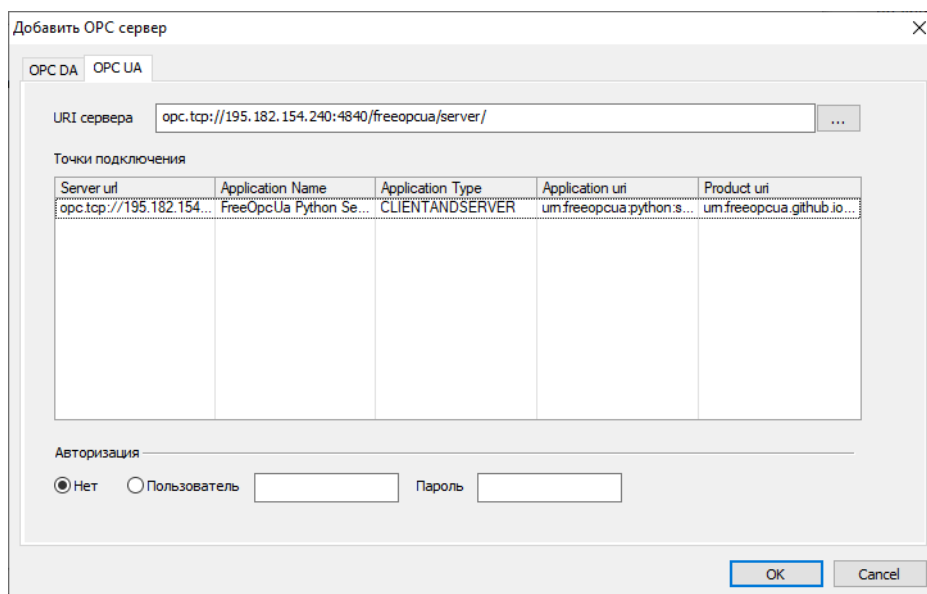 Добавить OPC сервер
OPC DA OPC UA
URI сервера opc.tcp://195.182.154.240:4840/freeopcua/server/ ...
Точки подключения
Server url Application Name Application Type Application uri Product uri
opc.tcp://195.182.154... FreeOpcUa Python Se... CLIENTANDSERVER urn:freeopcua:python:s... urn:freeopcua.github.io...
Авторизация
Нет Пользователь Пароль
OK Cancel